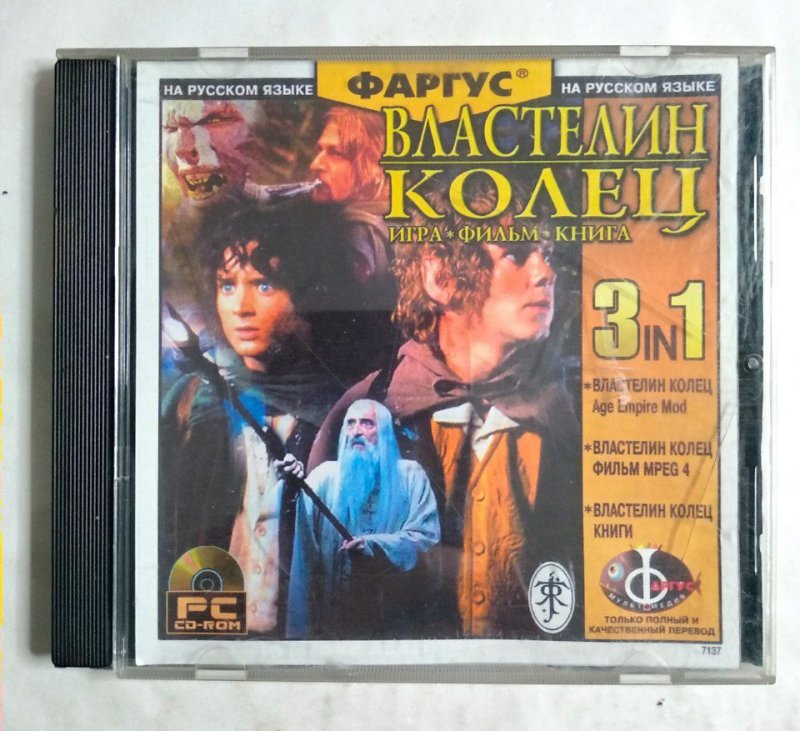 НА РУССКОМ ЯЗЫКЕ
ФАРГУС®
НА РУССКОМ ЯЗЫКЕ
ВЛАСТЕЛИН
КОЛЕЦ
ИГРА * ФИЛЬМ * КНИГА
3 IN 1
*ВЛАСТЕЛИН КОЛЕЦ
Age Empire Mod
*ВЛАСТЕЛИН КОЛЕЦ
ФИЛЬМ MPEG 4
*ВЛАСТЕЛИН КОЛЕЦ
КНИГИ
ФАРГУС
МУЛЬТИМЕДИА
ТОЛЬКО ПОЛНЫЙ И
КАЧЕСТВЕННЫЙ ПЕРЕВОД
PC
CD-ROM
7137